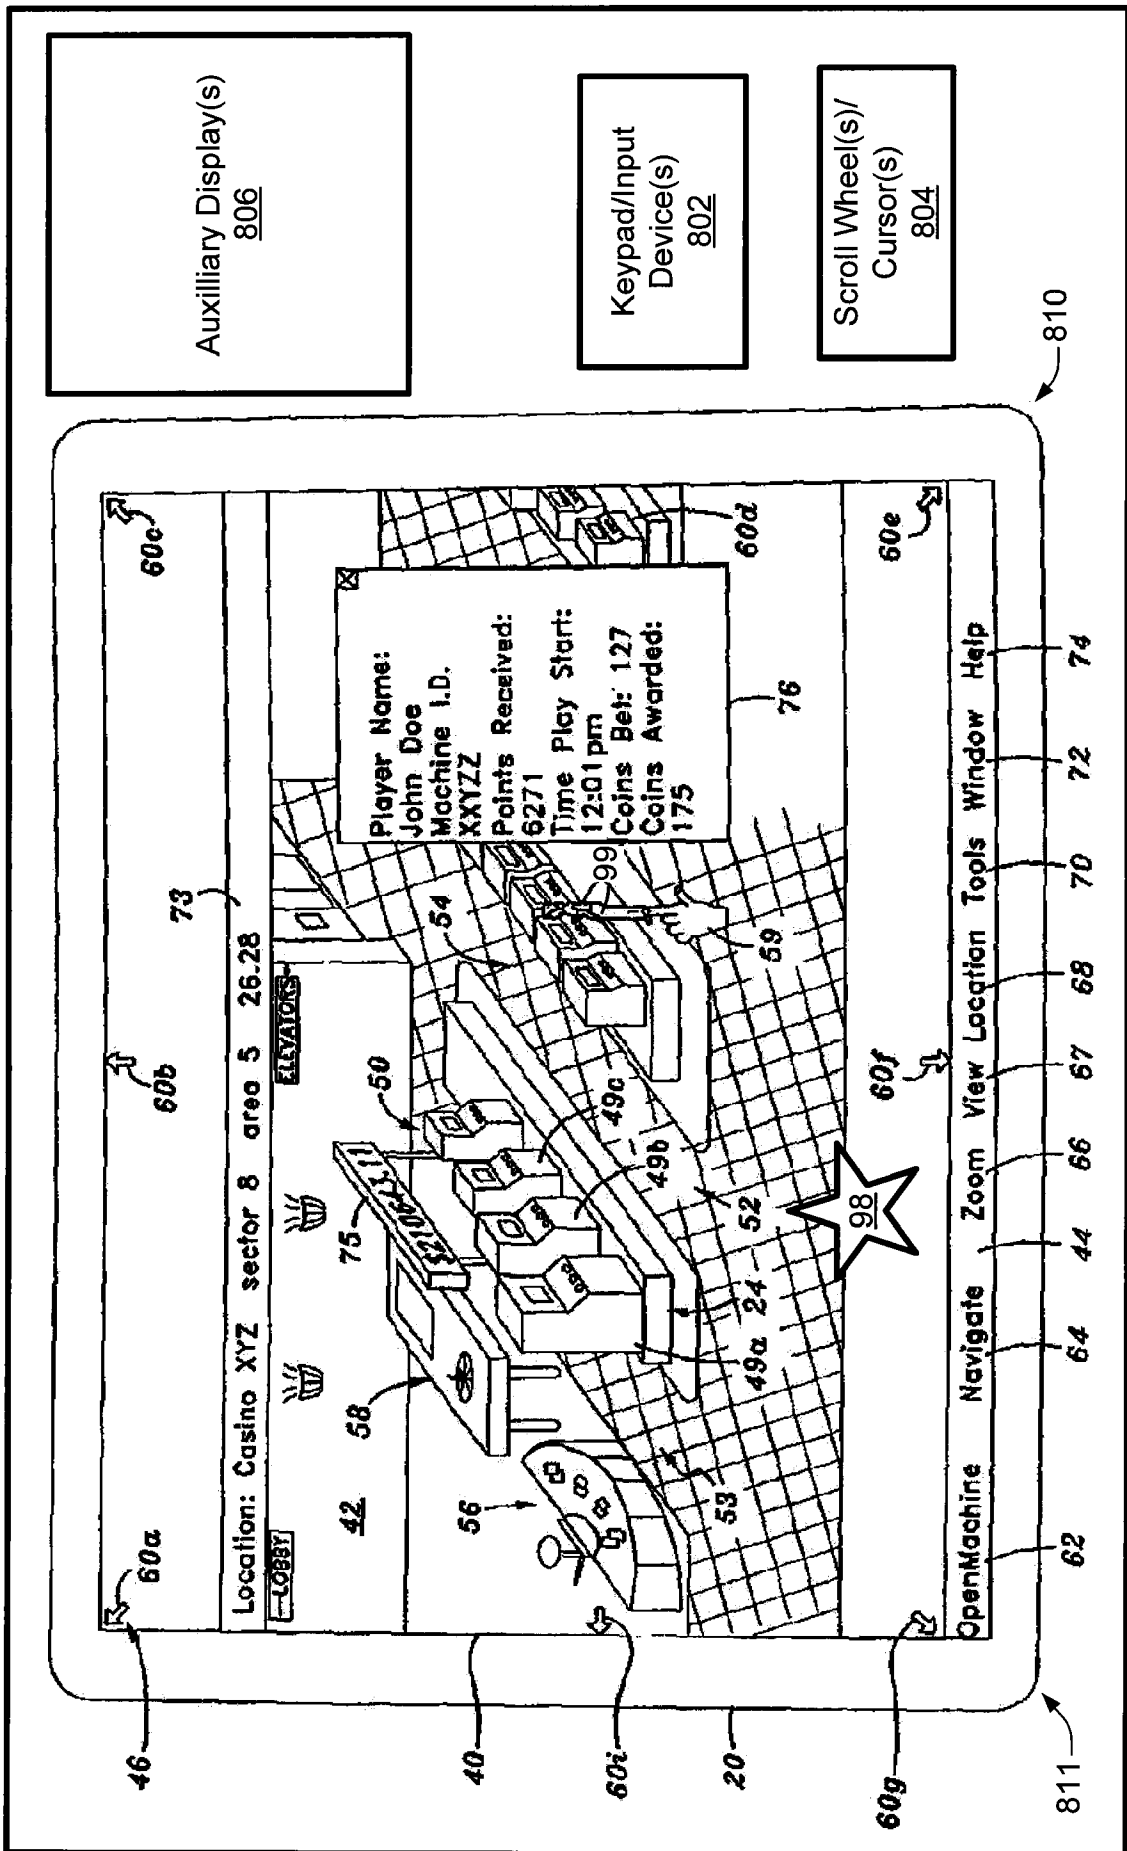 46
60a
60b
60c
Auxilliary Display(s)
806
73
Location: Casino XYZ sector 8 area 5 26.28
LOBBY
ELEVATORS
42
58
75
50
54
49c
49b
56
53
49a
24
52
99
59
98
Player Name:
John Doe
Machine I.D.
XXYZZ
Points Received:
6271
Time Play Start:
12:01pm
Coins Bet: 127
Coins Awarded:
175
76
60d
Keypad/Input
Device(s)
802
Scroll Wheel(s)/
Cursor(s)
804
40
60i
20
60g
60f
60e
OpenMachine Navigate Zoom View Location Tools Window Help
62
64
44
66
67
68
70
72
74
811
810